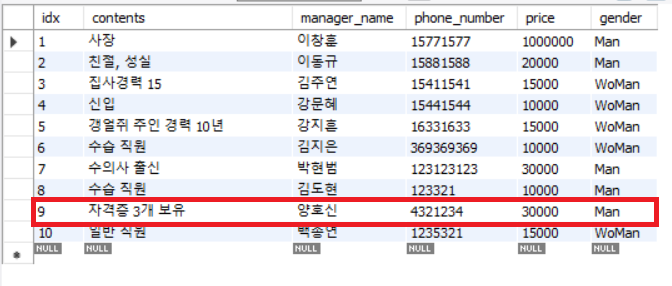 idx contents manager_name phone_number price gender
1 사장 이창훈 15771577 1000000 Man
2 친절, 성실 이동규 15881588 20000 Man
3 집사경력 15 김주연 15411541 15000 WoMan
4 신입 강문혜 15441544 10000 WoMan
5 갱얼쥐 주인 경력 10년 강지훈 16331633 15000 WoMan
6 수습 직원 김지은 369369369 10000 WoMan
7 수의사 출신 박현범 123123123 30000 Man
8 수습 직원 김도현 123321 10000 Man
9 자격증 3개 보유 양호신 4321234 30000 Man
10 일반 직원 백종연 1235321 15000 WoMan
NULL NULL NULL NULL NULL NULL